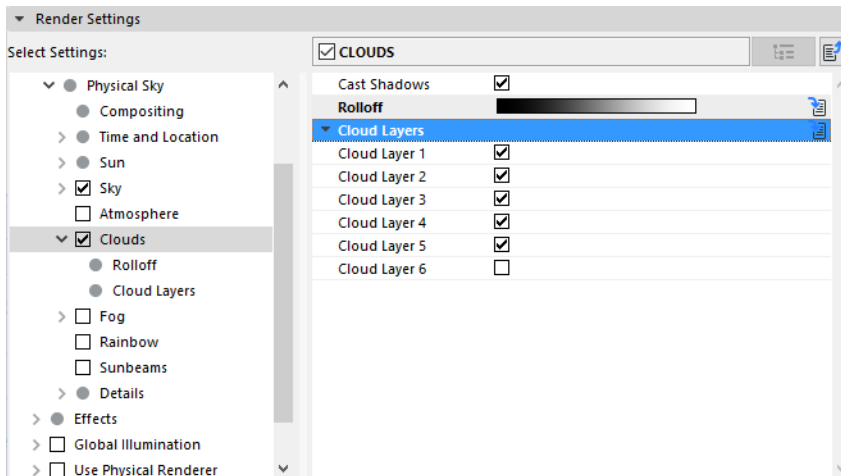 Render Settings
Select Settings:
Physical Sky
Compositing
Time and Location
Sun
Sky
Atmosphere
Clouds
Rolloff
Cloud Layers
Fog
Rainbow
Sunbeams
Details
Effects
Global Illumination
Use Physical Renderer
CLOUDS
Cast Shadows
Rolloff
Cloud Layers
Cloud Layer 1
Cloud Layer 2
Cloud Layer 3
Cloud Layer 4
Cloud Layer 5
Cloud Layer 6